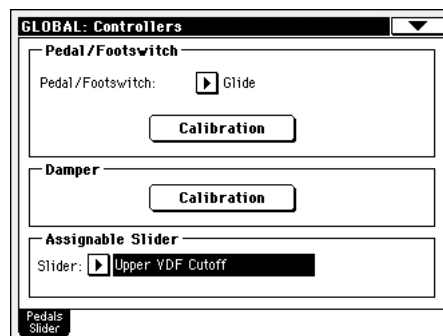 GLOBAL: Controllers
Pedal/Footswitch
Pedal/Footswitch: Glide
Calibration
Damper
Calibration
Assignable Slider
Slider: Upper VDF Cutoff
Pedals
Slider